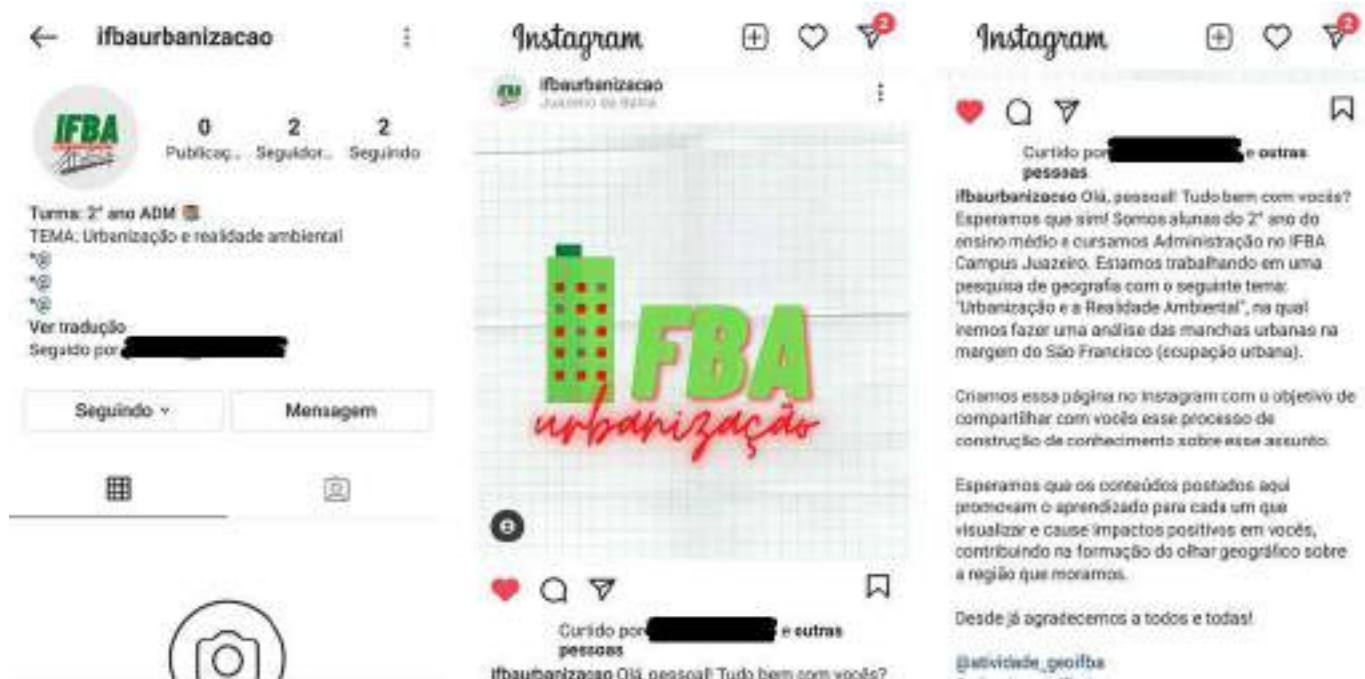 ifbaurbanizacao
IFBA
0
2
2
Publicaç...
Seguidor...
Seguindo
Turma: 2° ano ADM
TEMA: Urbanização e realidade ambiental
Ver tradução
Seguido por
Seguindo
Mensagem
Instagram
2
ifbaurbanizacao
Juazeiro da Bahia
FBA
urbanização
Curtido por
e outras
pessoas
ifbaurbanizacao Olá, pessoal! Tudo bem com vocês?
Instagram
2
Curtido por
e outras
pessoas
ifbaurbanizacao Olá, pessoal! Tudo bem com vocês?
Esperamos que sim! Somos alunas do 2° ano do
ensino médio e cursamos Administração no IFBA
Campus Juazeiro. Estamos trabalhando em uma
pesquisa de geografia com o seguinte tema:
"Urbanização e a Realidade Ambiental", na qual
iremos fazer uma análise das manchas urbanas na
margem do São Francisco (ocupação urbana).
Criamos essa página no Instagram com o objetivo de
compartilhar com vocês esse processo de
construção de conhecimento sobre esse assunto.
Esperamos que os conteúdos postados aqui
promovam o aprendizado para cada um que
visualizar e cause impactos positivos em vocês,
contribuindo na formação do olhar geográfico sobre
a região que moramos.
Desde já agradecemos a todos e todas!
@atividade_geoifba